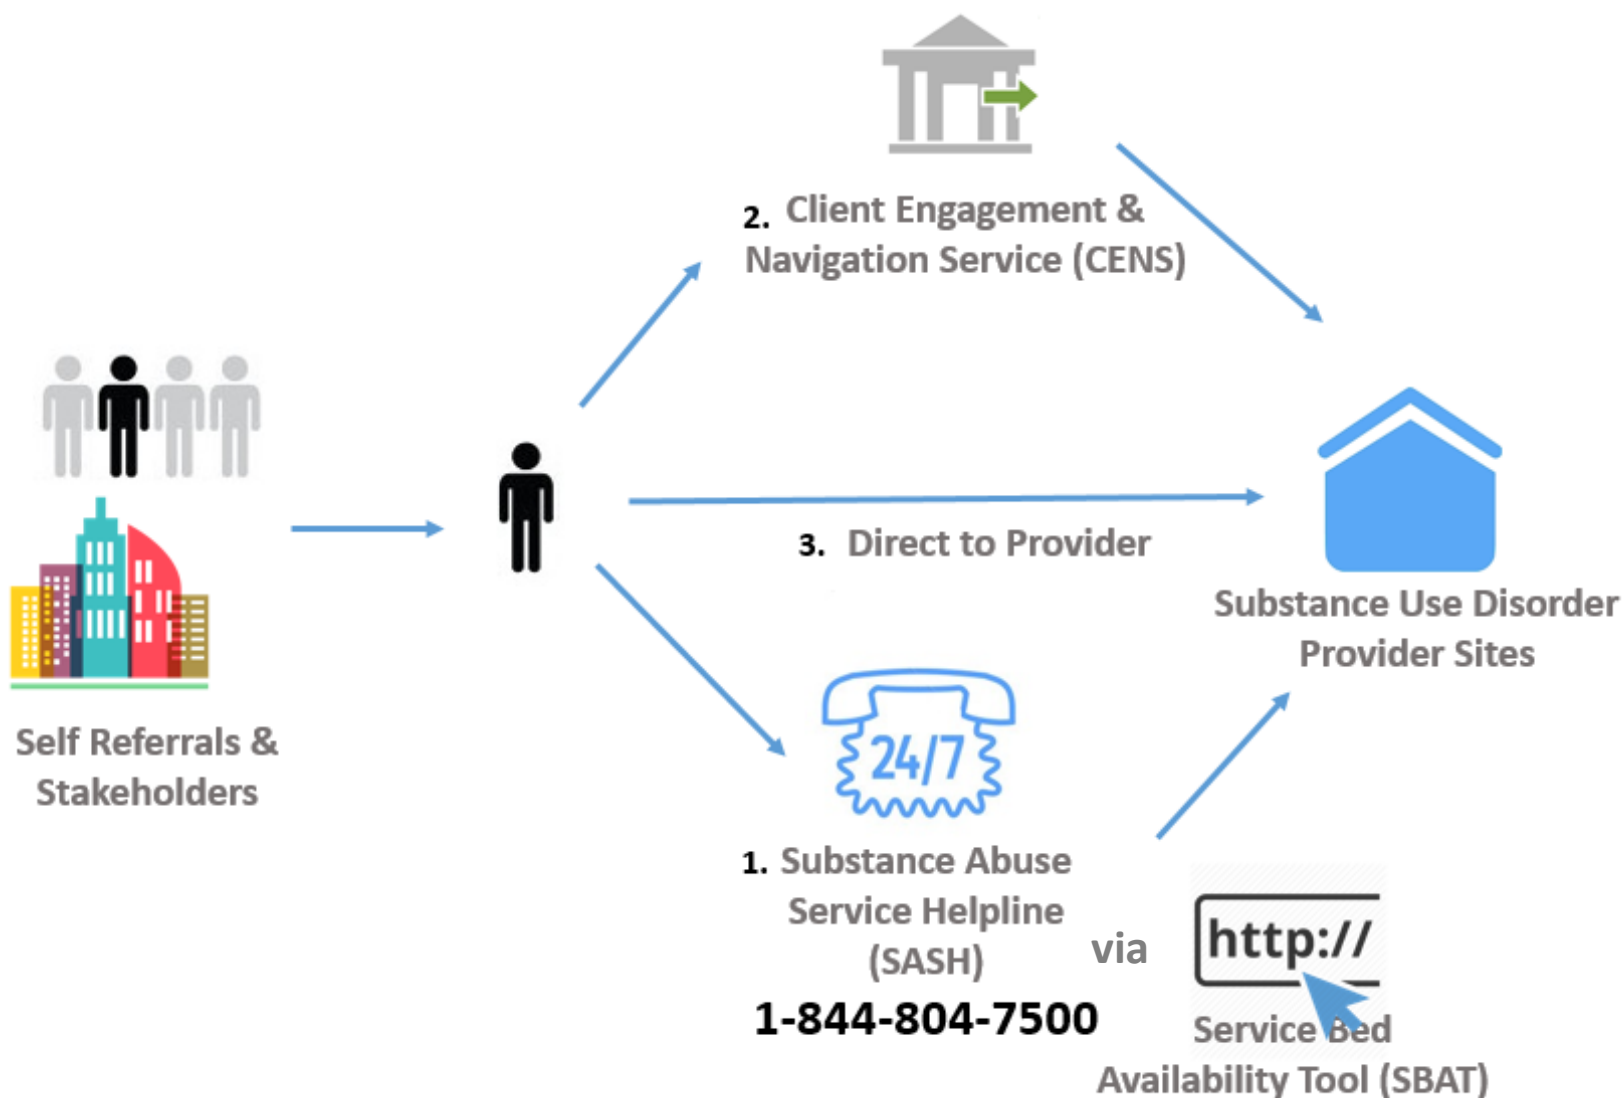 2. Client Engagement &
Navigation Service (CENS)
3. Direct to Provider
Substance Use Disorder
Provider Sites
Self Referrals &
Stakeholders
24/7
1. Substance Abuse
Service Helpline
(SASH)
1-844-804-7500
via
http://
Service Bed
Availability Tool (SBAT)